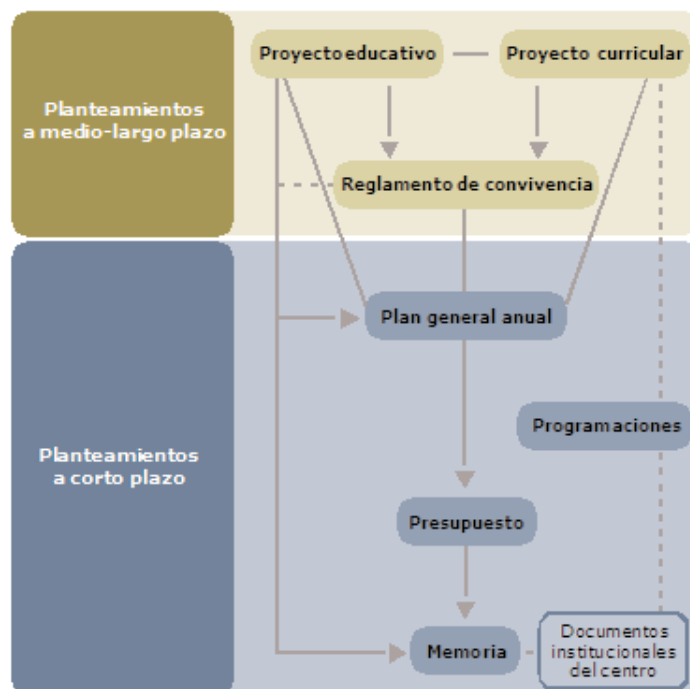 Proyecto educativo
Proyecto curricular
Planteamientos
a medio-largo plazo
Reglamento de convivencia
Plan general anual
Programaciones
Planteamientos
a corto plazo
Presupuesto
Memoria
Documentos
institucionales
del centro